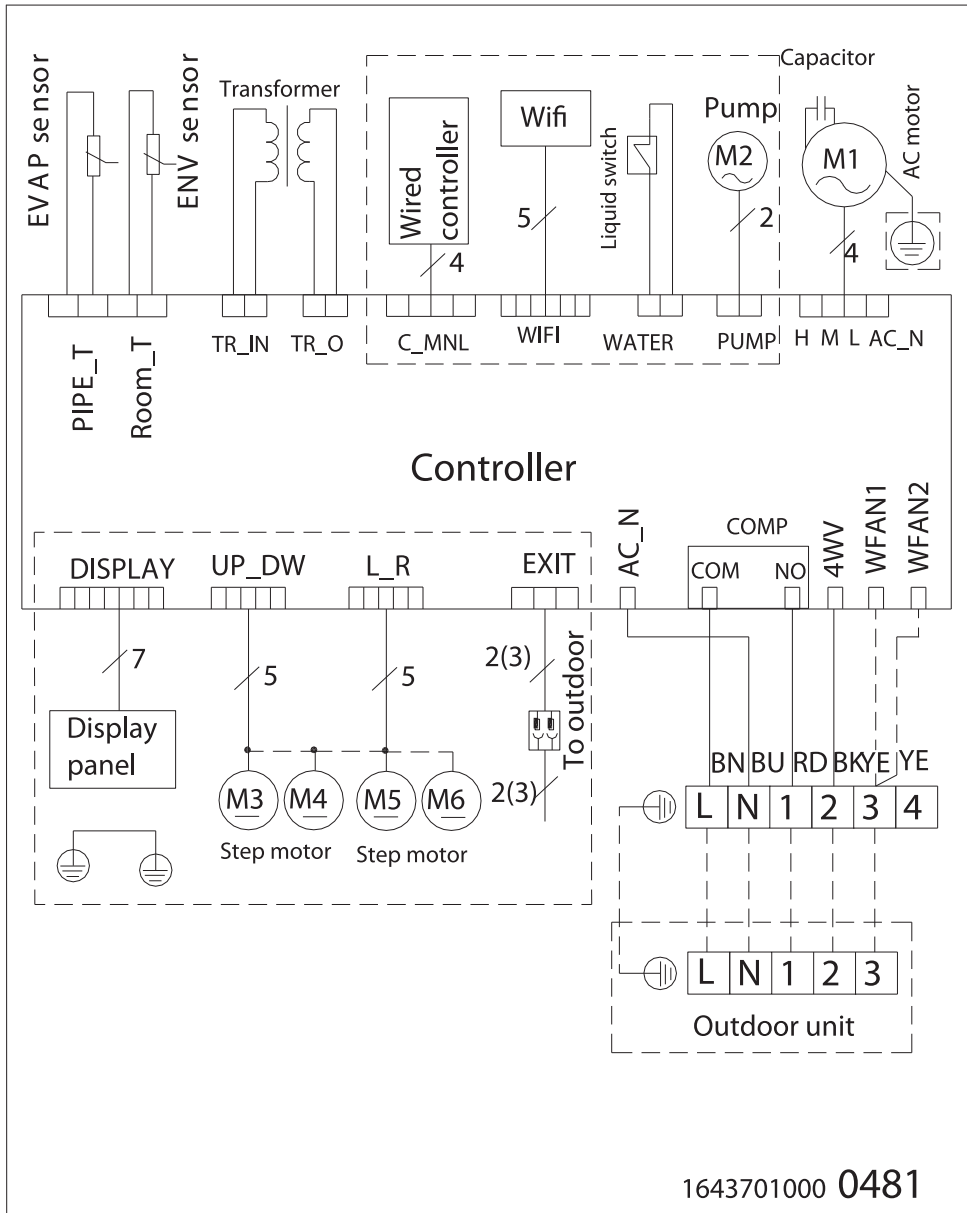 EVAP sensor
ENV sensor
Transformer
Wired
controller
Wifi
Liquid switch
Pump
M2
Capacitor
M1
AC motor
4
5
2
4
PIPE_T
Room_T
TR_IN
TR_O
C_MNL
WIFI
WATER
PUMP
H M L AC_N
Controller
DISPLAY
UP_DW
L_R
EXIT
AC_N
COMP
COM
NO
4WV
WFAN1
WFAN2
7
5
5
2(3)
To outdoor
2(3)
Display
panel
M3
M4
M5
M6
Step motor
Step motor
BN BU RD BK YE YE
L N 1 2 3 4
L N 1 2 3
Outdoor unit
1643701000 0481